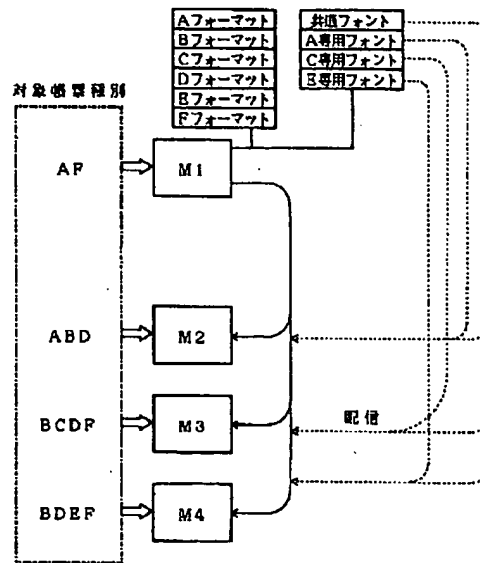 Aフォーマット
Bフォーマット
Cフォーマット
Dフォーマット
Eフォーマット
Fフォーマット
共通フォント
A専用フォント
C専用フォント
E専用フォント
対象帳票種別
AF
M1
ABD
M2
BCDF
M3
配信
BDEF
M4